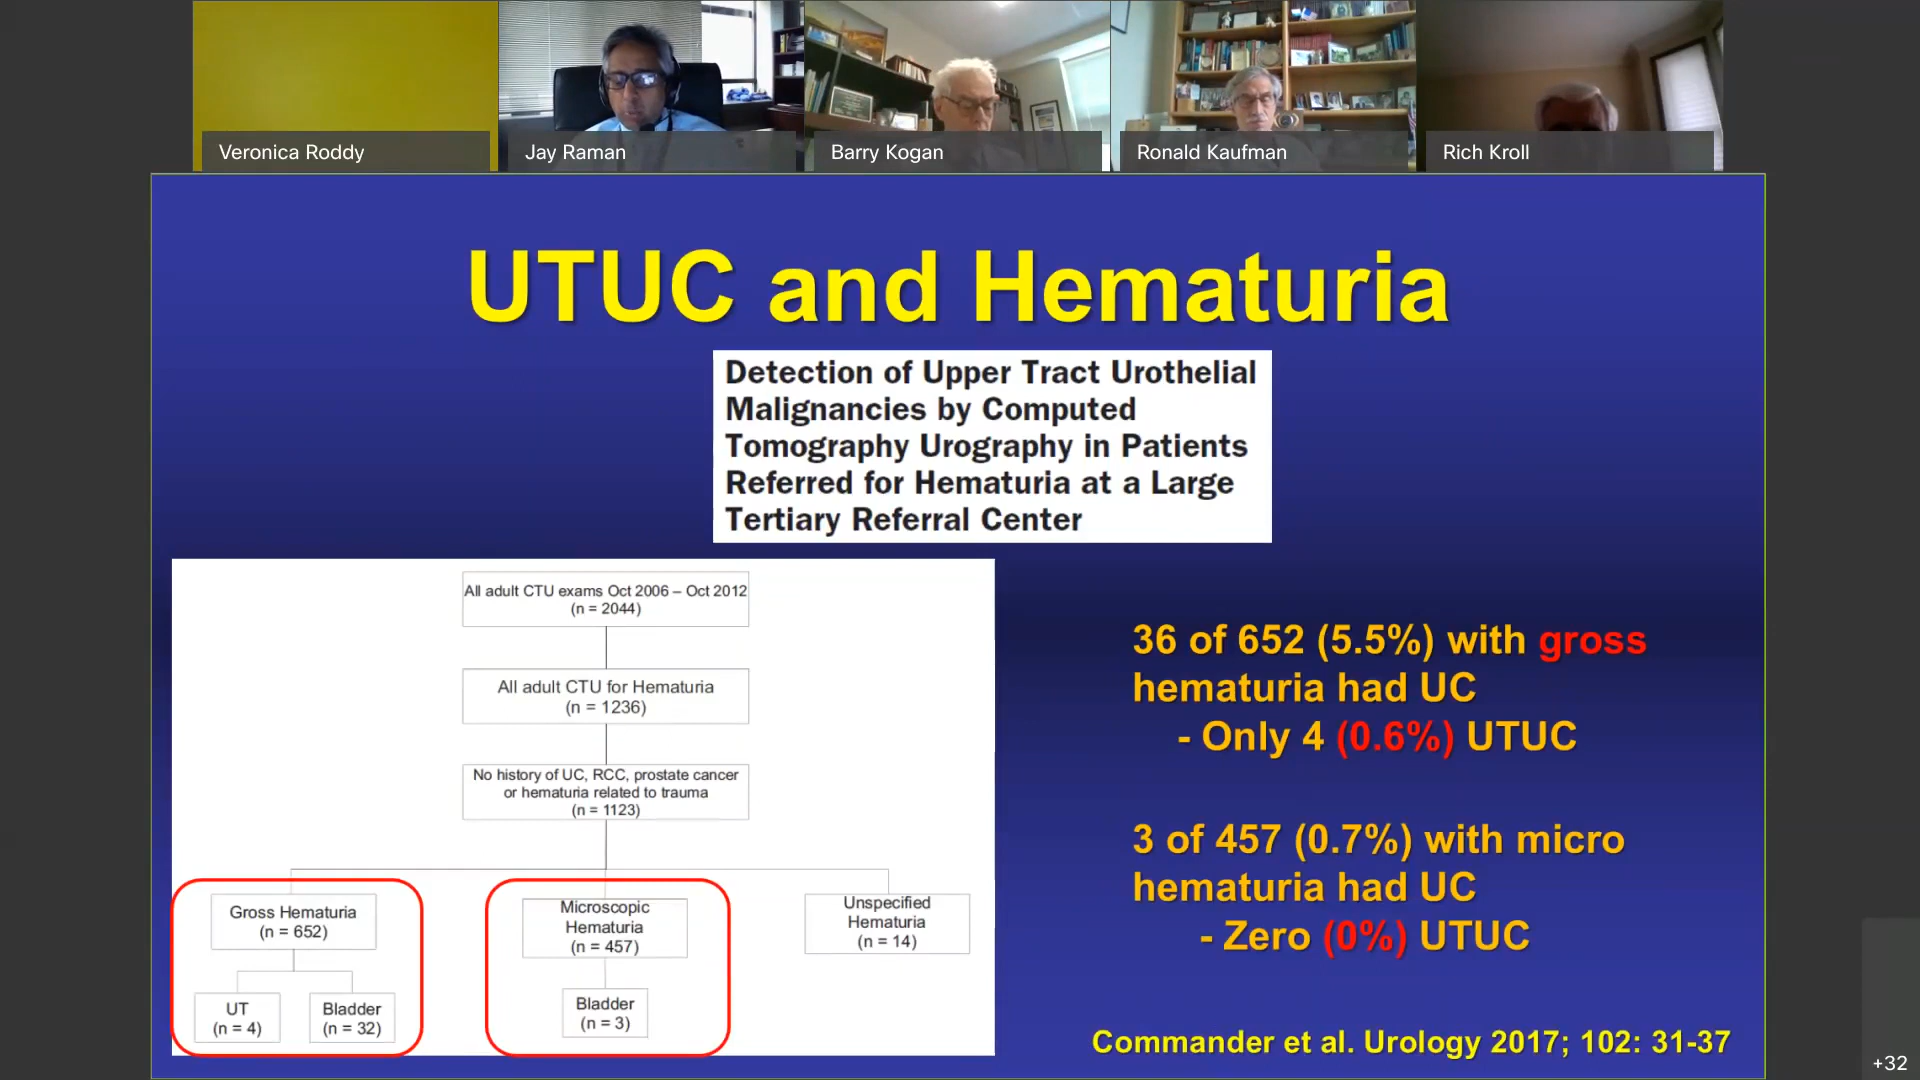 Veronica Roddy
Jay Raman
Barry Kogan
Ronald Kaufman
Rich Kroll
UTUC and Hematuria
Detection of Upper Tract Urothelial
Malignancies by Computed
Tomography Urography in Patients
Referred for Hematuria at a Large
Tertiary Referral Center
All adult CTU exams Oct 2006 – Oct 2012
(n = 2044)
All adult CTU for Hematuria
(n = 1236)
No history of UC, RCC, prostate cancer
or hematuria related to trauma
(n = 1123)
Gross Hematuria
(n = 652)
UT
(n = 4)
Bladder
(n = 32)
Microscopic
Hematuria
(n = 457)
Bladder
(n = 3)
Unspecified
Hematuria
(n = 14)
36 of 652 (5.5%) with gross
hematuria had UC
- Only 4 (0.6%) UTUC
3 of 457 (0.7%) with micro
hematuria had UC
- Zero (0%) UTUC
Commander et al. Urology 2017; 102: 31-37
+32